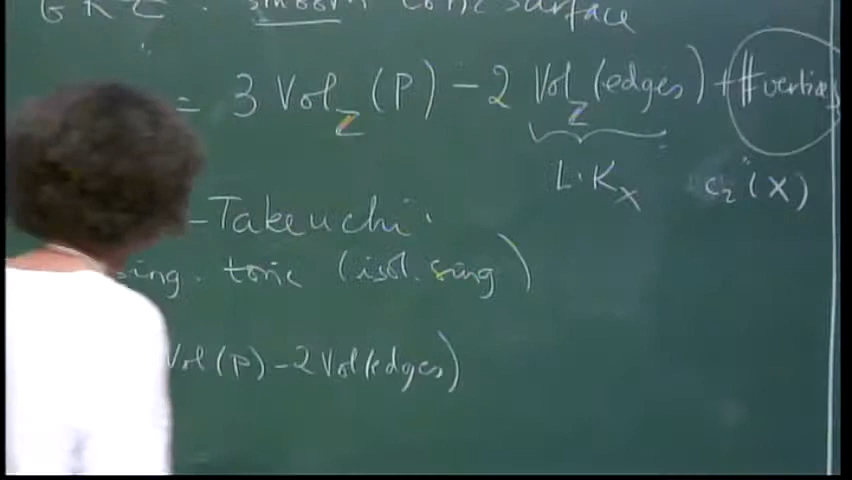 GKZ: smooth toric surface
= 3 Vol_Z (P) - 2 Vol_Z (edges) + # vertices
L·K_X c_2 (X)
-Takeuchi.
sing. toric (isol. sing)
Vol(P) - 2 Vol(edges)